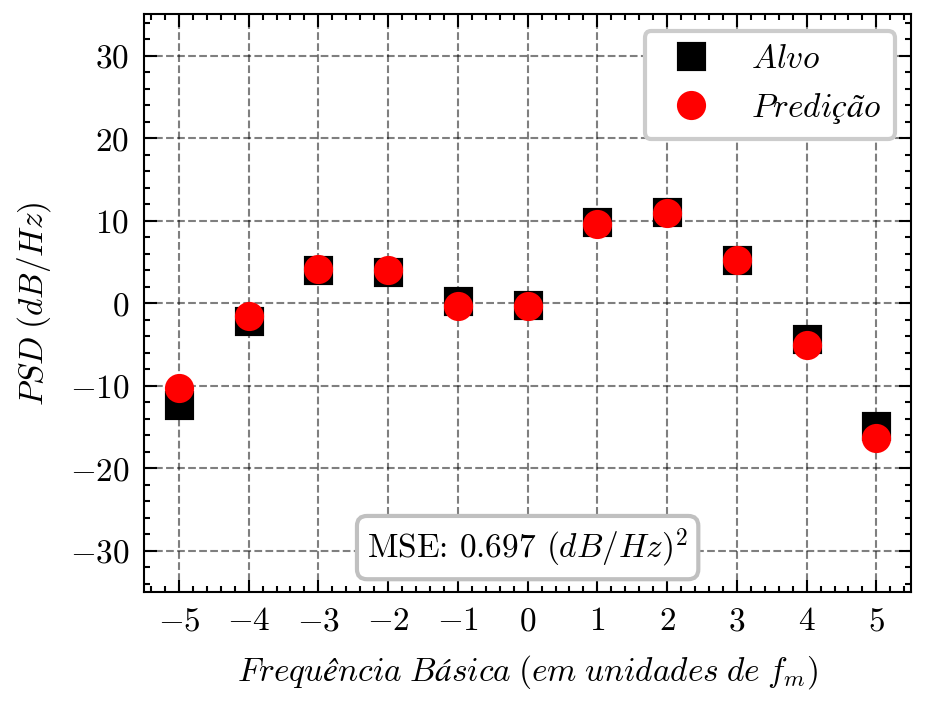 30
20
10
0
−10
−20
−30
PSD (dB/Hz)
Alvo
Predição
MSE: 0.697 (dB/Hz)²
−5 −4 −3 −2 −1 0 1 2 3 4 5
Frequência Básica (em unidades de fₘ)